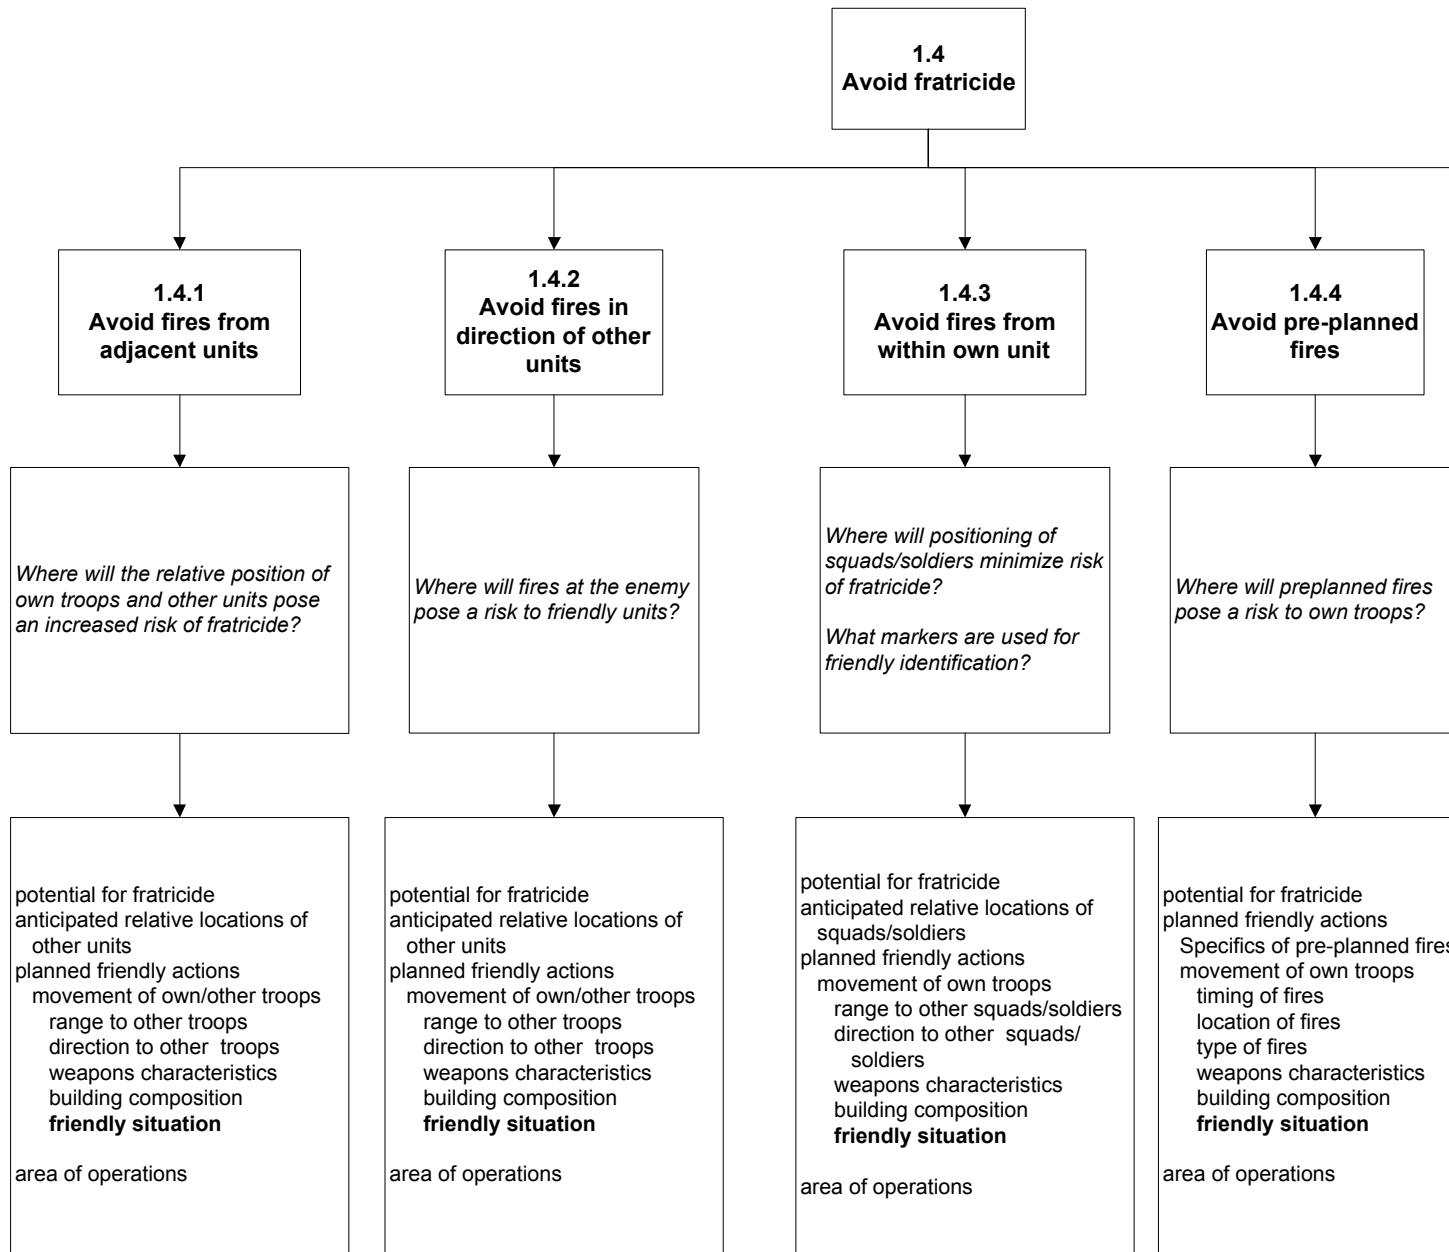 1.4
Avoid fratricide
1.4.1
Avoid fires from
adjacent units
1.4.2
Avoid fires in
direction of other
units
1.4.3
Avoid fires from
within own unit
1.4.4
Avoid pre-planned
fires
Where will the relative position of
own troops and other units pose
an increased risk of fratricide?
Where will fires at the enemy
pose a risk to friendly units?
Where will positioning of
squads/soldiers minimize risk
of fratricide?
What markers are used for
friendly identification?
Where will preplanned fires
pose a risk to own troops?
potential for fratricide
anticipated relative locations of
other units
planned friendly actions
movement of own/other troops
range to other troops
direction to other troops
weapons characteristics
building composition
friendly situation
area of operations
potential for fratricide
anticipated relative locations of
other units
planned friendly actions
movement of own/other troops
range to other troops
direction to other troops
weapons characteristics
building composition
friendly situation
area of operations
potential for fratricide
anticipated relative locations of
squads/soldiers
planned friendly actions
movement of own troops
range to other squads/soldiers
direction to other squads/
soldiers
weapons characteristics
building composition
friendly situation
area of operations
potential for fratricide
planned friendly actions
Specifics of pre-planned fires
movement of own troops
timing of fires
location of fires
type of fires
weapons characteristics
building composition
friendly situation
area of operations